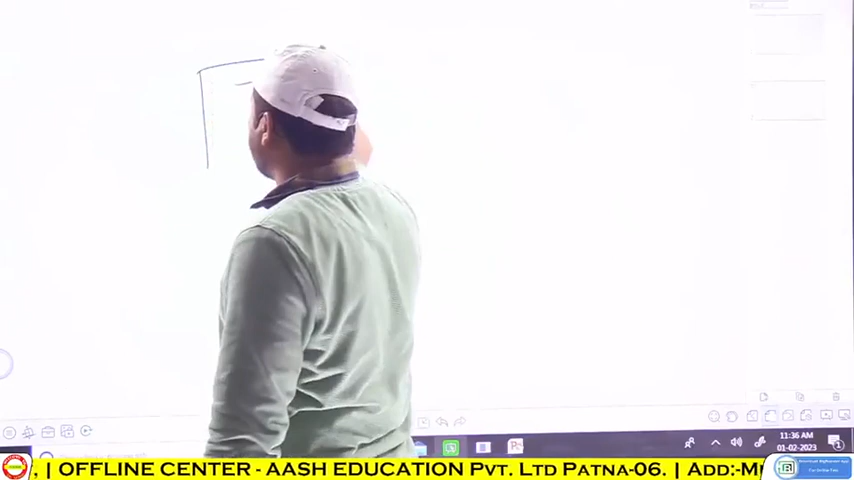 11:36 AM
01-02-2023
, | OFFLINE CENTER - AASH EDUCATION PVT. LTD PATNA-06. | ADD:-M